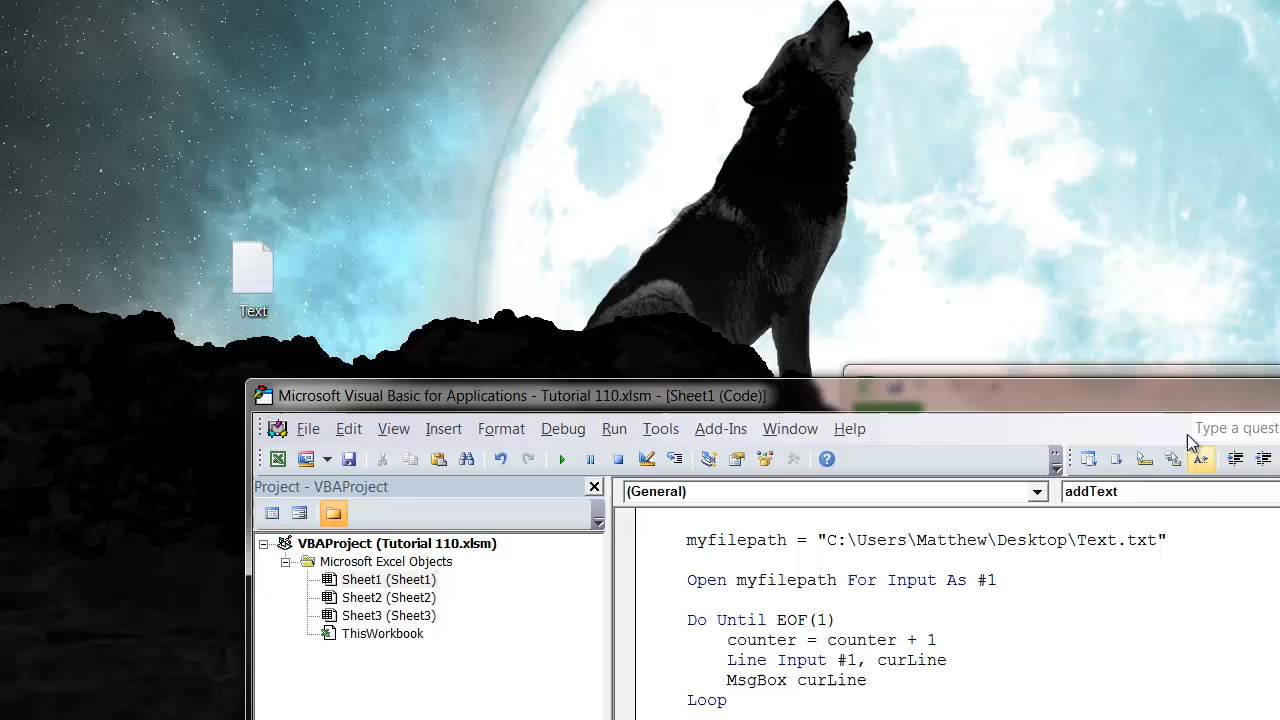 Text
Microsoft Visual Basic for Applications - Tutorial 110.xlsm - [Sheet1 (Code)]
File Edit View Insert Format Debug Run Tools Add-Ins Window Help Type a quest
Project - VBAProject
(General) addText
VBAProject (Tutorial 110.xlsm)
Microsoft Excel Objects
Sheet1 (Sheet1)
Sheet2 (Sheet2)
Sheet3 (Sheet3)
ThisWorkbook
myfilepath = "C:\Users\Matthew\Desktop\Text.txt"
Open myfilepath For Input As #1
Do Until EOF(1)
counter = counter + 1
Line Input #1, curLine
MsgBox curLine
Loop